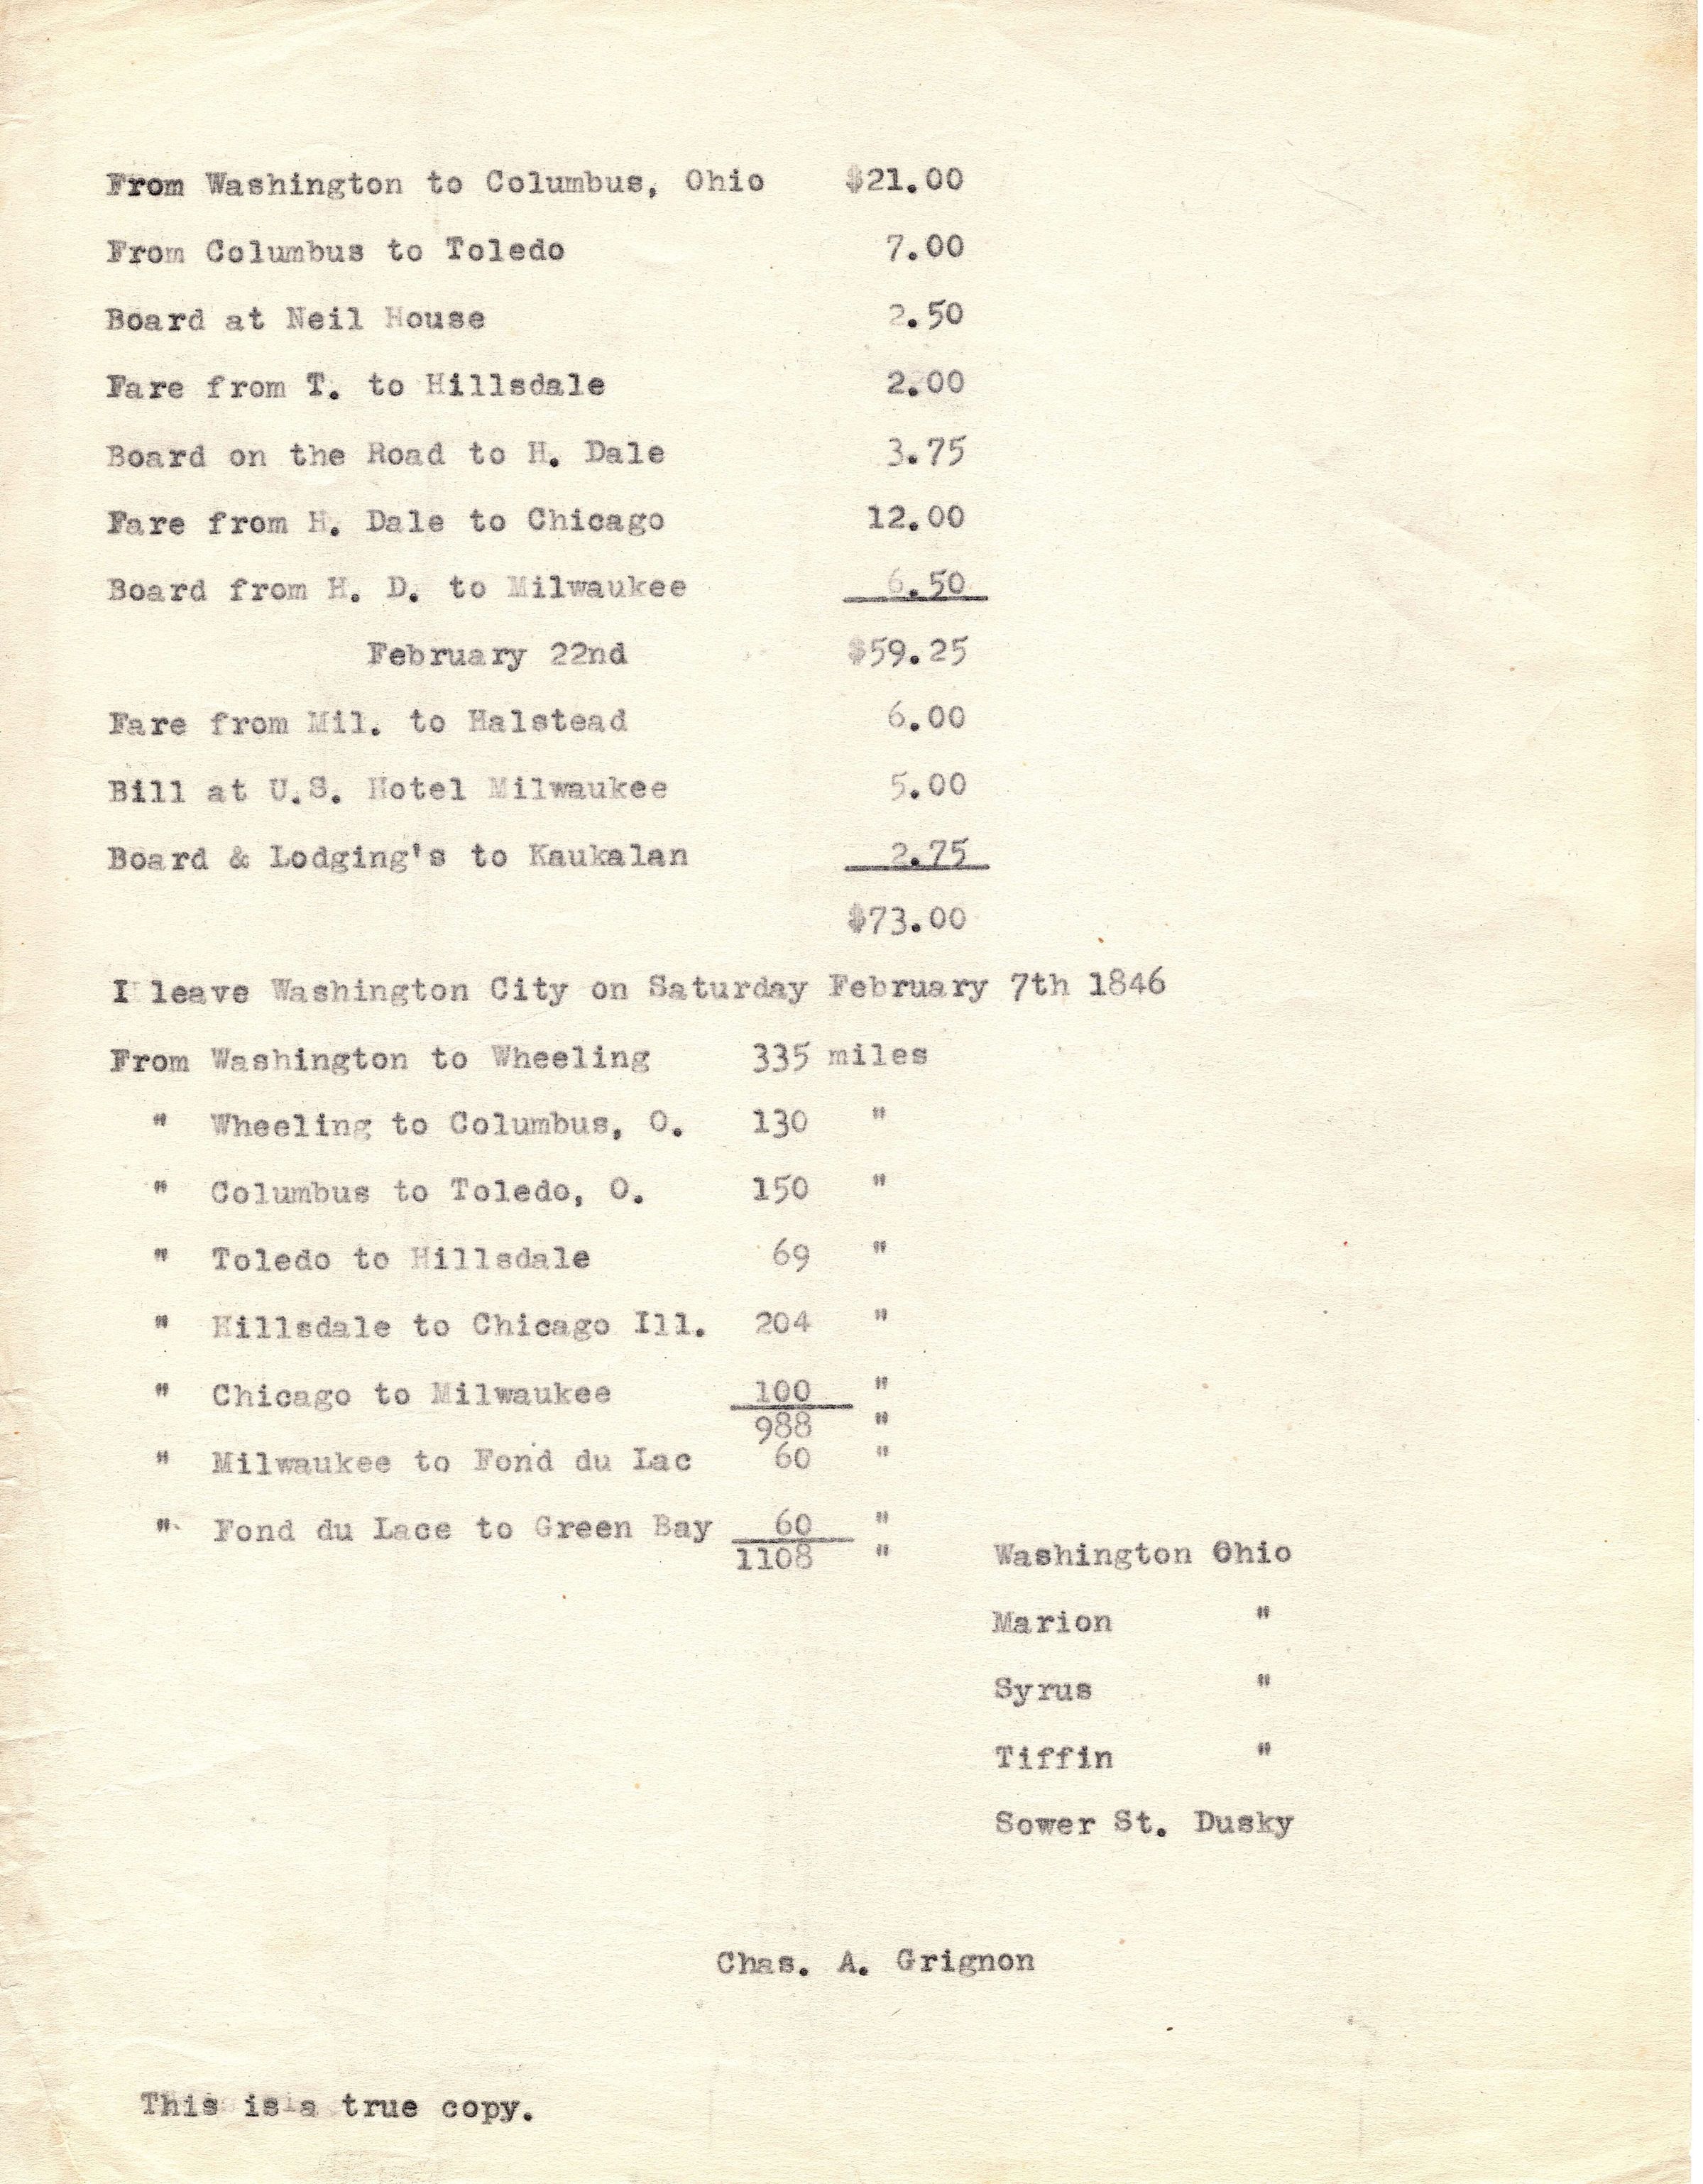 From Washington to Columbus, Ohio $21.00
From Columbus to Toledo 7.00
Board at Neil House 2.50
Fare from T. to Hillsdale 2.00
Board on the Road to H. Dale 3.75
Fare from H. Dale to Chicago 12.00
Board from H. D. to Milwaukee 6.50
February 22nd $59.25
Fare from Mil. to Halstead 6.00
Bill at U.S. Hotel Milwaukee 5.00
Board & Lodging's to Kaukalan 2.75
$73.00
I leave Washington City on Saturday February 7th 1846
From Washington to Wheeling 335 miles
" Wheeling to Columbus, O. 130 "
" Columbus to Toledo, O. 150 "
" Toledo to Hillsdale 69 "
" Hillsdale to Chicago Ill. 204 "
" Chicago to Milwaukee 100 "
988 "
" Milwaukee to Fond du Lac 60 "
" Fond du Lace to Green Bay 60 "
1108 "
Washington Ohio
Marion "
Syrus "
Tiffin "
Sower St. Dusky
Chas. A. Grignon
This is a true copy.